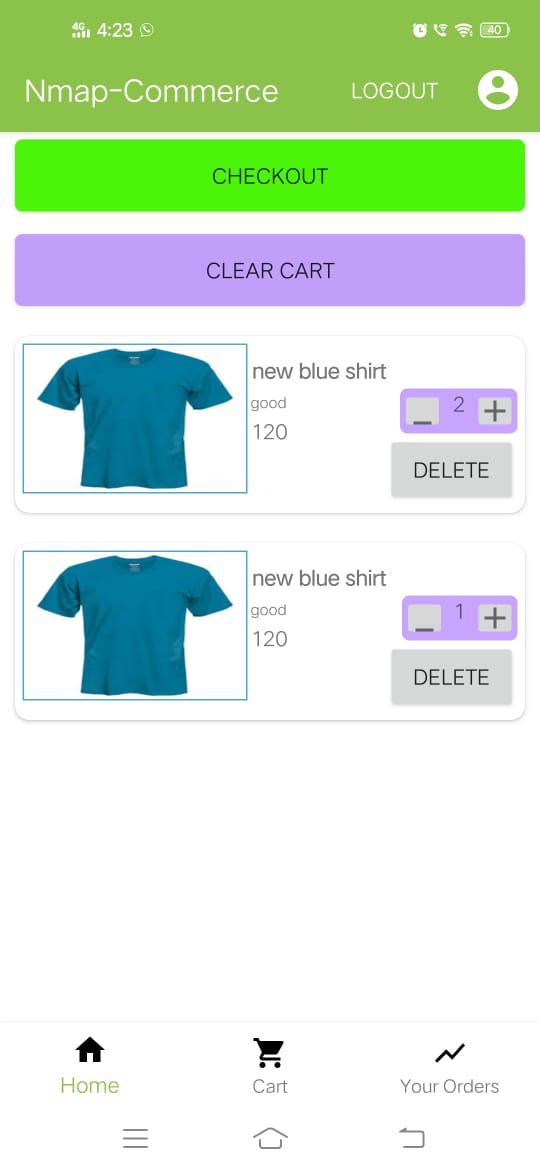 4G 4:23 40
Nmap-Commerce LOGOUT
CHECKOUT
CLEAR CART
new blue shirt
good
120
2
DELETE
new blue shirt
good
120
1
DELETE
Home Cart Your Orders